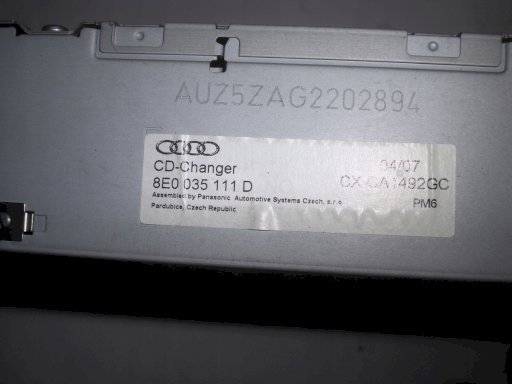 AUZ5ZAG2202894
CD-Changer 04/07
8E0 035 111 D CX-CA1492GC
Assembled by Panasonic Automotive Systems Czech, s.r.o. PM6
Pardubice, Czech Republic